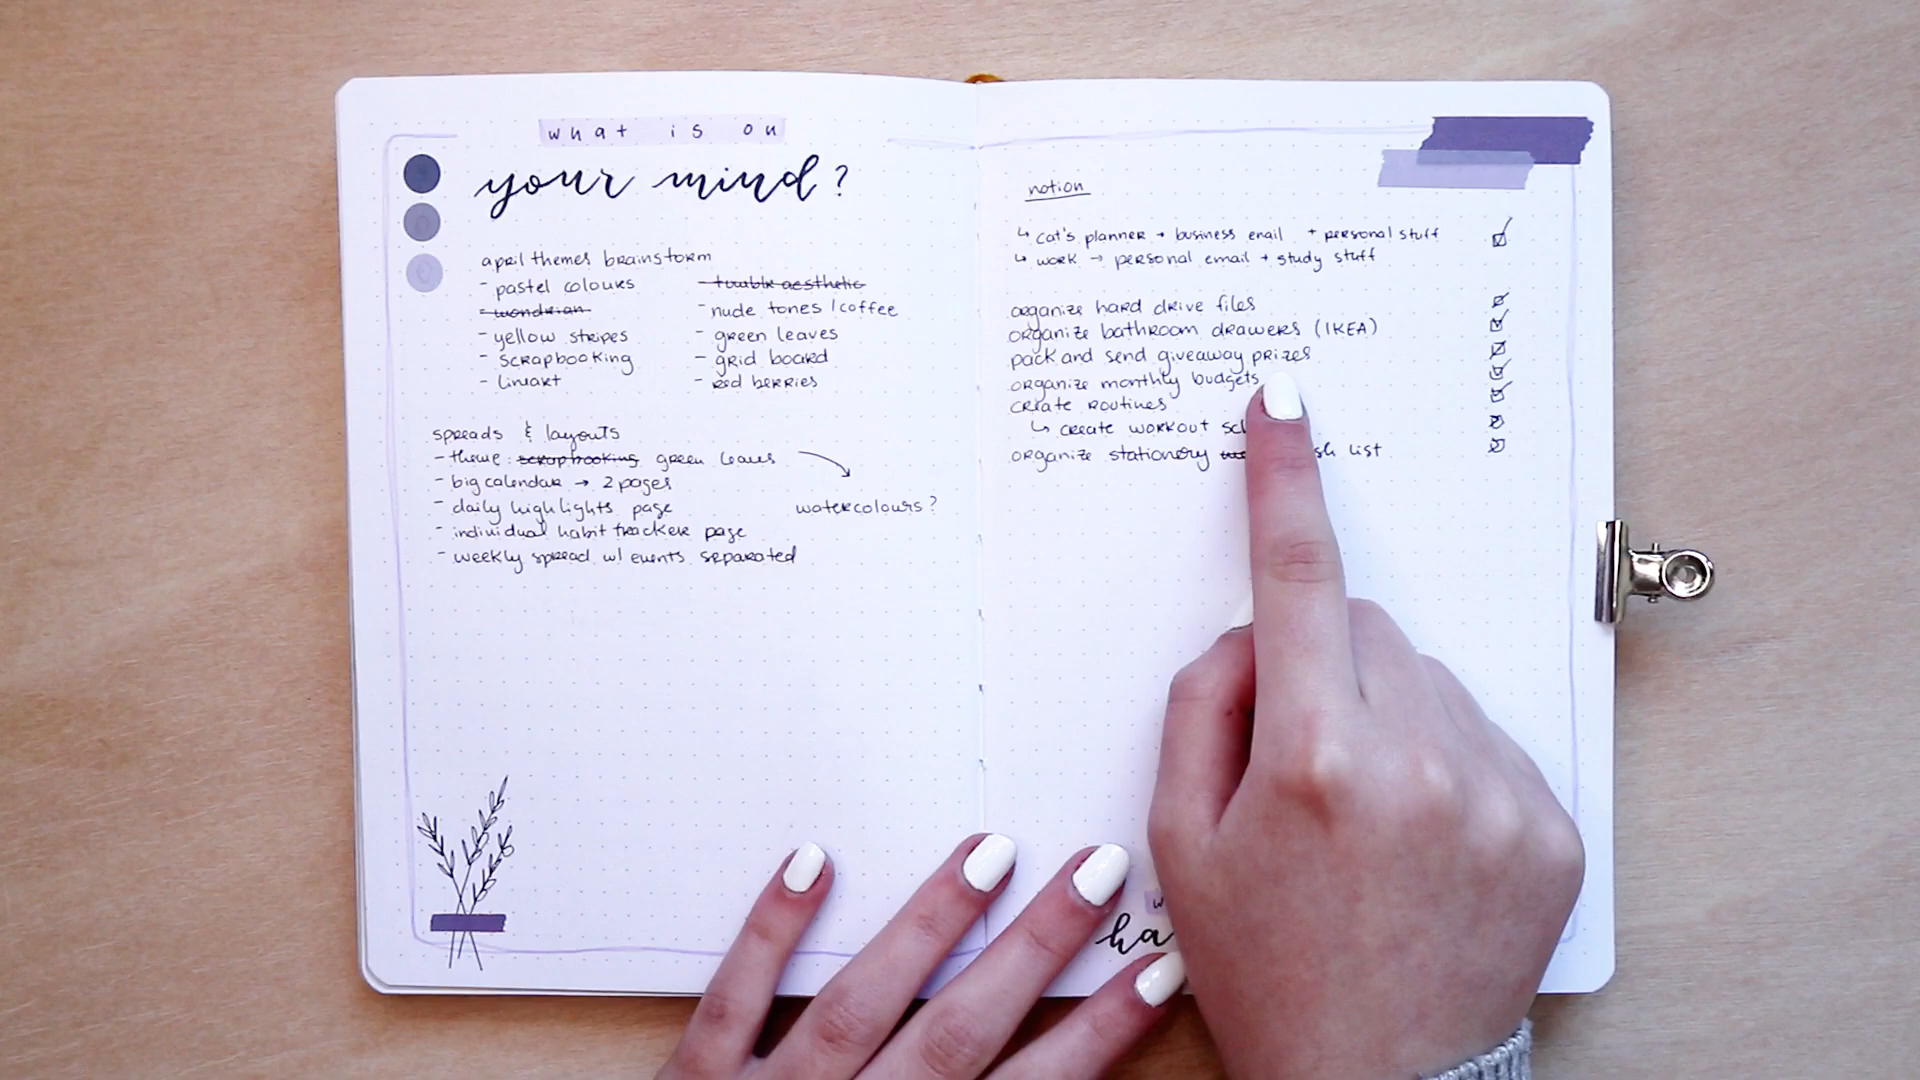 what is on
your mind?
april themes brainstorm
- pastel colours
- mondrian
- yellow stripes
- scrapbooking
- lineart
- tumblr aesthetic
- nude tones / coffee
- green leaves
- grid board
- red berries
spreads & layouts
- theme: scrapbooking green leaves
watercolours?
- big calendar → 2 pages
- daily highlights page
- individual habit tracker page
- weekly spread w/ events separated
notion
↳ cat's planner → business email + personal stuff
↳ work → personal email + study stuff
organize hard drive files
organize bathroom drawers (IKEA)
pack and send giveaway prizes
organize monthly budgets
create routines
↳ create workout
organize stationery list